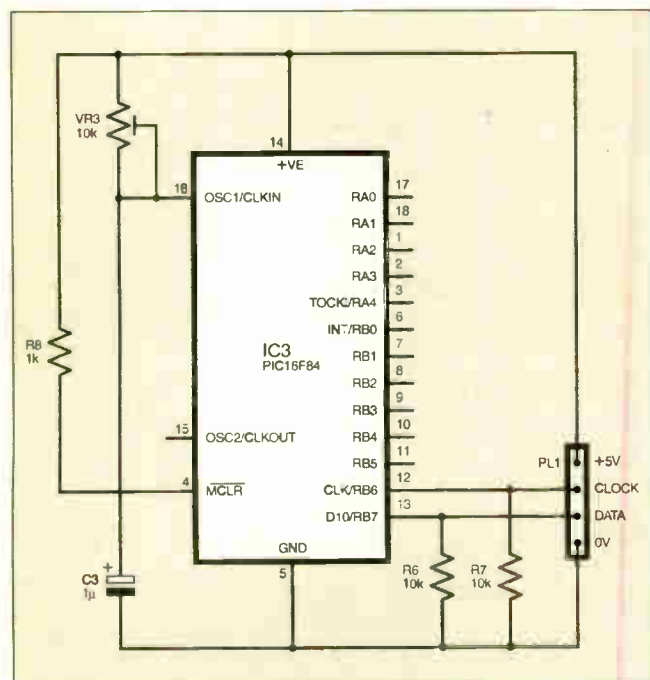 VR3
10k
14
+VE
16
OSC1/CLKIN
RA0
17
RA1
18
RA2
1
RA3
2
TOCKI/RA4
3
INT/RB0
6
RB1
7
RB2
8
RB3
9
RB4
10
RB5
11
CLK/RB6
12
D10/RB7
13
IC3
PIC16F84
R8
1k
15
OSC2/CLKOUT
4
MCLR
GND
5
PL1
+5V
CLOCK
DATA
0V
R6
10k
R7
10k
+
C3
1μ